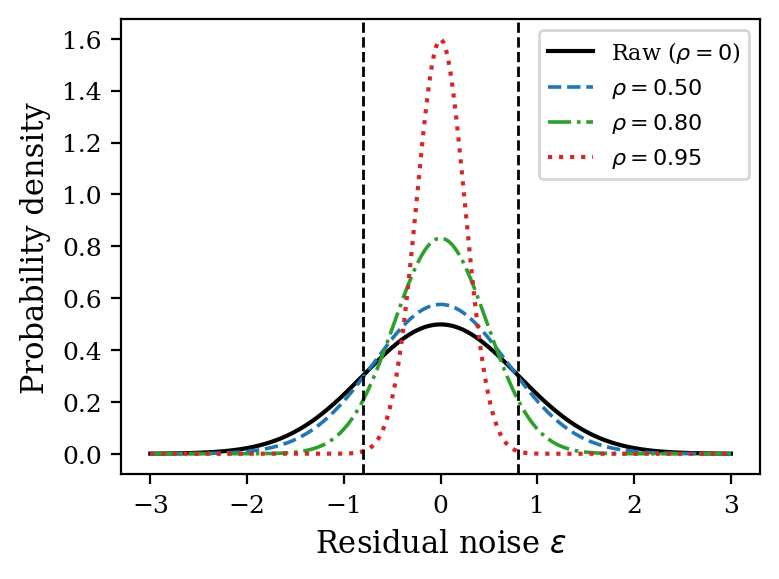 1.6
1.4
1.2
1.0
0.8
0.6
0.4
0.2
0.0
Probability density
Raw (ρ = 0)
ρ = 0.50
ρ = 0.80
ρ = 0.95
−3 −2 −1 0 1 2 3
Residual noise ε